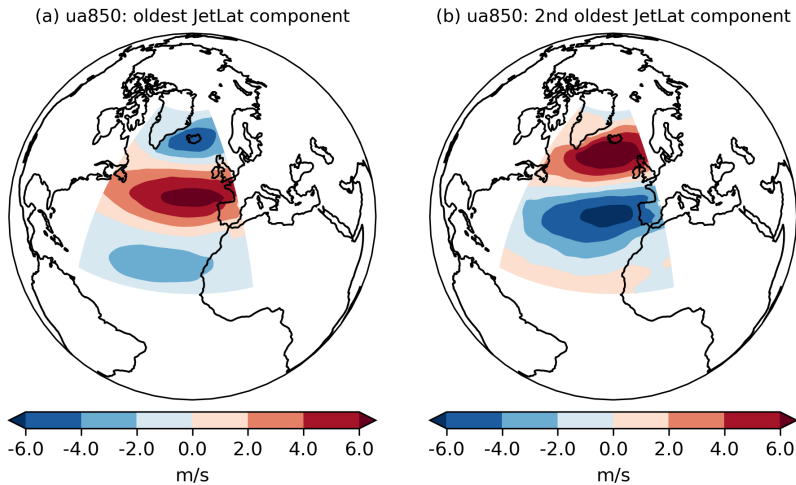 (a) ua850: oldest JetLat component
(b) ua850: 2nd oldest JetLat component
-6.0 -4.0 -2.0 0.0 2.0 4.0 6.0
m/s
-6.0 -4.0 -2.0 0.0 2.0 4.0 6.0
m/s